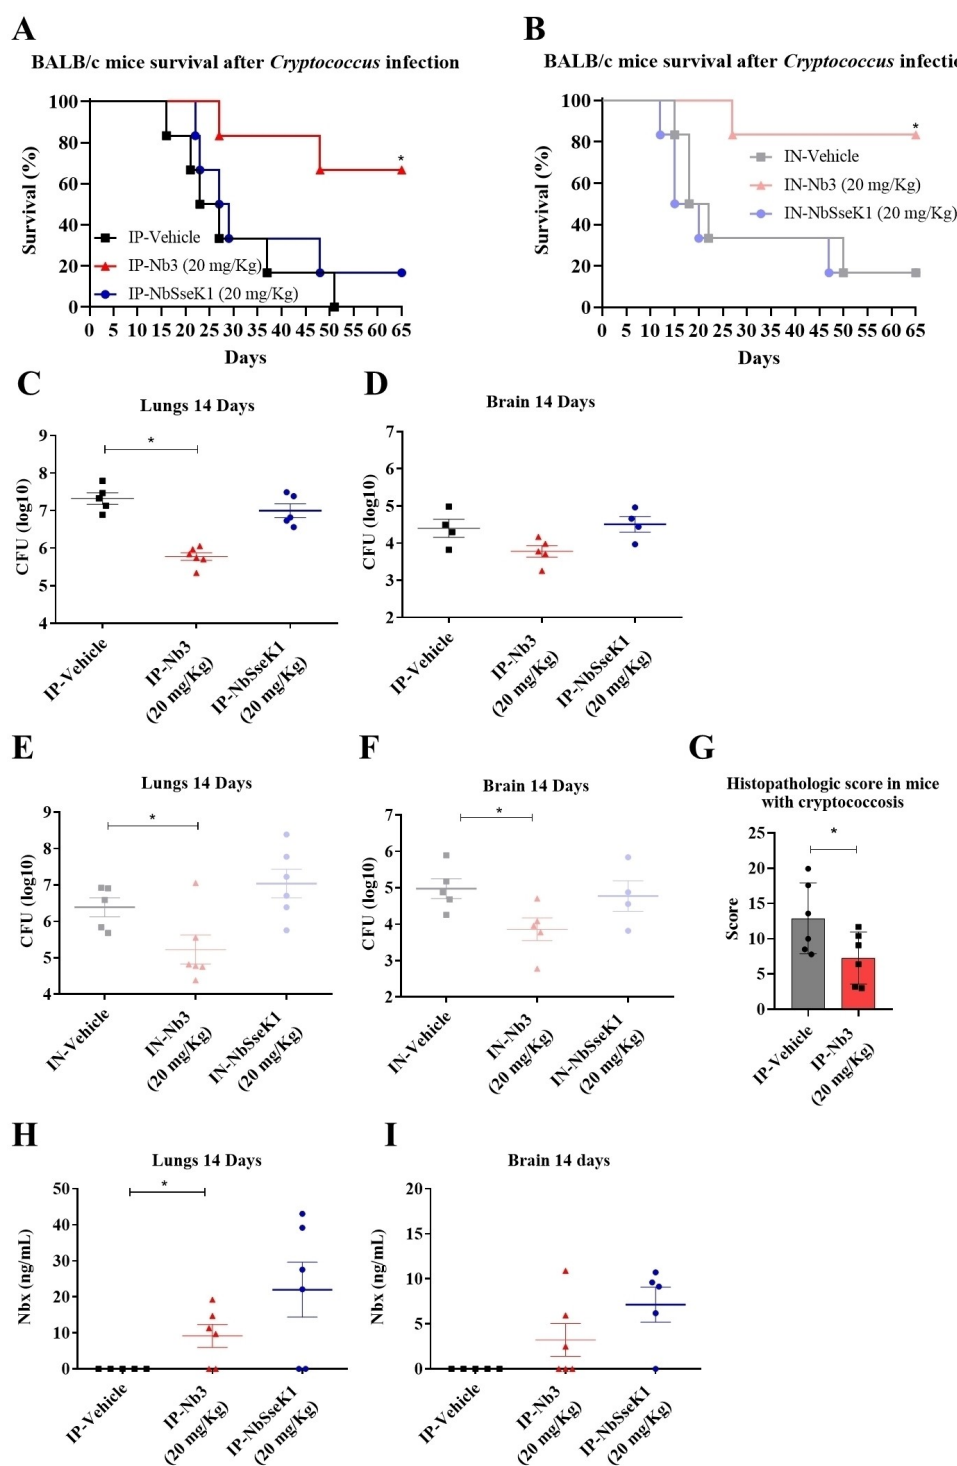 A
B
BALB/c mice survival after Cryptococcus infection
BALB/c mice survival after Cryptococcus infectio
Survival (%)
100
80
60
40
20
0
*
IP-Vehicle
IP-Nb3 (20 mg/Kg)
IP-NbSseK1 (20 mg/Kg)
0 5 10 15 20 25 30 35 40 45 50 55 60 65
Days
Survival (%)
100
80
60
40
20
0
*
IN-Vehicle
IN-Nb3 (20 mg/Kg)
IN-NbSseK1 (20 mg/Kg)
0 5 10 15 20 25 30 35 40 45 50 55 60 65
Days
C
Lungs 14 Days
CFU (log10)
9
8
7
6
5
4
*
IP-Vehicle
IP-Nb3
(20 mg/Kg)
IP-NbSseK1
(20 mg/Kg)
D
Brain 14 Days
CFU (log10)
7
6
5
4
3
2
IP-Vehicle
IP-Nb3
(20 mg/Kg)
IP-NbSseK1
(20 mg/Kg)
E
Lungs 14 Days
CFU (log10)
9
8
7
6
5
4
*
IN-Vehicle
IN-Nb3
(20 mg/Kg)
IN-NbSseK1
(20 mg/Kg)
F
Brain 14 Days
CFU (log10)
7
6
5
4
3
2
*
IN-Vehicle
IN-Nb3
(20 mg/Kg)
IN-NbSseK1
(20 mg/Kg)
G
Histopathologic score in mice
with cryptococcosis
Score
25
20
15
10
5
0
*
IP-Vehicle
IP-Nb3
(20 mg/Kg)
H
Lungs 14 Days
Nbx (ng/mL)
50
40
30
20
10
0
*
IP-Vehicle
IP-Nb3
(20 mg/Kg)
IP-NbSseK1
(20 mg/Kg)
I
Brain 14 days
Nbx (ng/mL)
20
15
10
5
0
IP-Vehicle
IP-Nb3
(20 mg/Kg)
IP-NbSseK1
(20 mg/Kg)